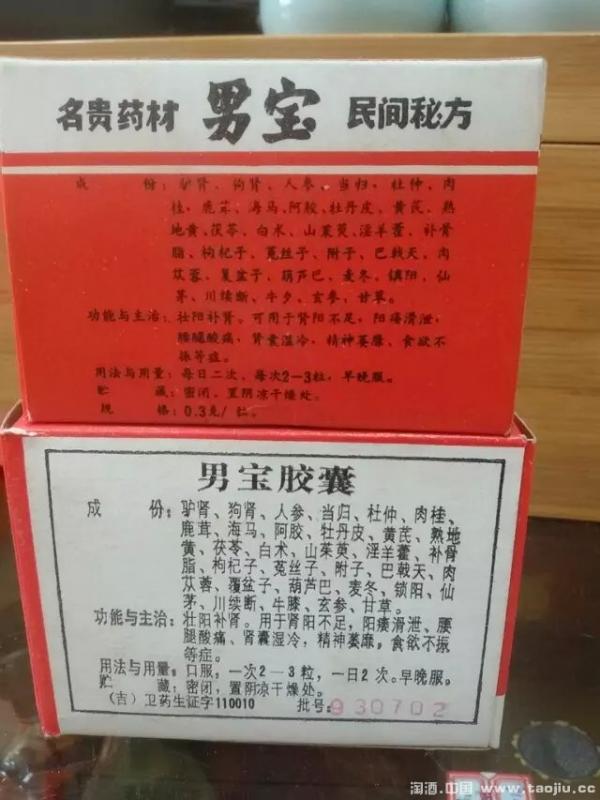 名贵药材 男宝 民间秘方
成 份:驴肾、狗肾、人参、当归、杜仲、肉
桂、鹿茸、海马、阿胶、牡丹皮、黄芪、熟
地黄、茯苓、白水、山茱萸、淫羊藿、补骨
脂、枸杞子、菟丝子、附子、巴戟天、肉
苁蓉、复盆子、葫芦巴、麦冬、镇阳、仙
茅、川续断、牛夕、玄参、甘草。
功能与主治:壮阳补肾。可用于肾阳不足,阳痿滑泄,
腰腿酸痛,肾囊湿冷,精神萎靡,食欲不
振等症。
用法与用量:每日二次、每次2—3粒,早晚服。
贮 藏:密闭、置阴凉干燥处。
规 格:0.3克/粒
男宝胶囊
成 份:驴肾、狗肾、人参、当归、杜仲、肉桂、
鹿茸、海马、阿胶、牡丹皮、黄芪、熟地
黄、茯苓、白术、山茱萸、淫羊藿、补骨
脂、枸杞子、菟丝子、附子、巴戟天、肉
苁蓉、覆盆子、葫芦巴、麦冬、锁阳、仙
茅、川续断、牛膝、玄参、甘草。
功能与主治:壮阳补肾。用于肾阳不足,阳痿滑泄、腰
腿酸痛、肾囊湿冷,精神萎靡,食欲不振
等症。
用法与用量:口服,一次2—3粒,一日2次。早晚服。
贮 藏:密闭,置阴凉干燥处。
(吉)卫药生证字110010 批号:930702
淘酒.中国 www.taojiu.cc